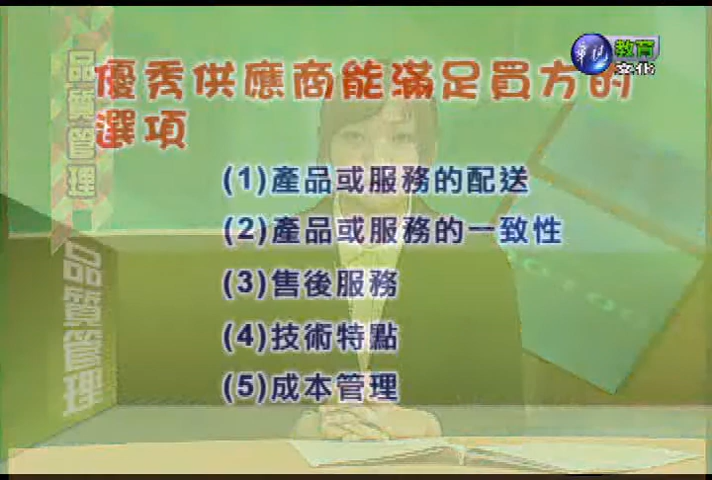 優秀供應商能滿足買方的
選項
(1)產品或服務的配送
(2)產品或服務的一致性
(3)售後服務
(4)技術特點
(5)成本管理
品質管理
品質管理
華視
教育
文化